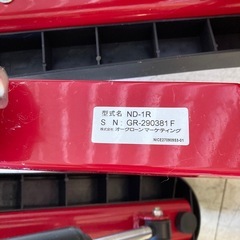 型式名 ND-1R
S N : GR-290381F
株式会社 オークローンマーケティング